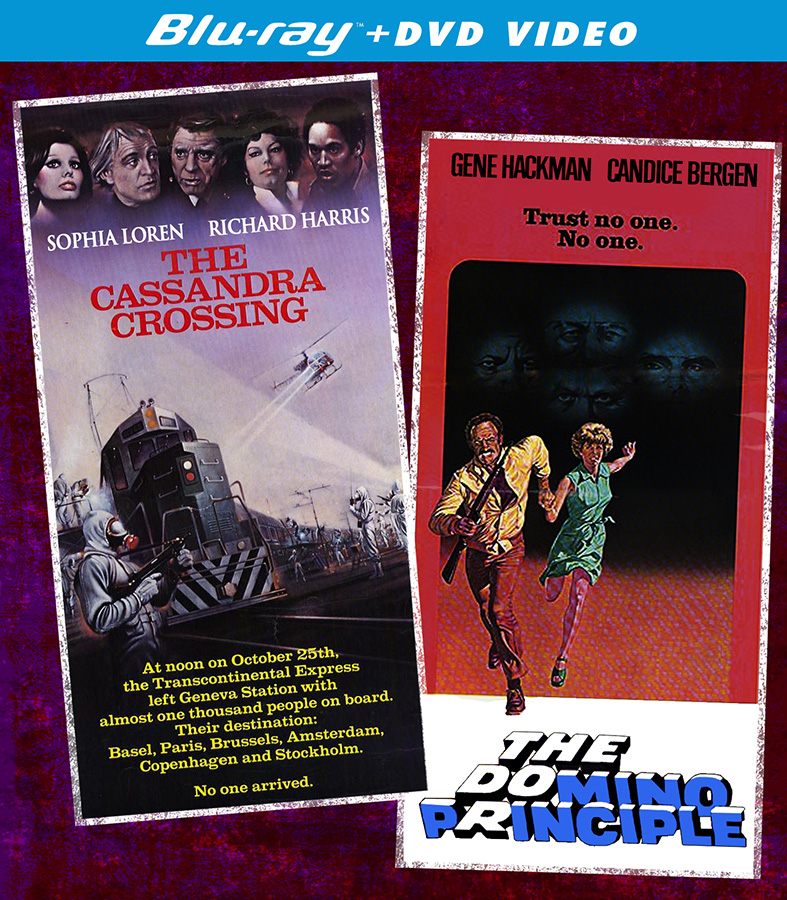 Blu-ray™ + DVD VIDEO
SOPHIA LOREN RICHARD HARRIS
THE
CASSANDRA
CROSSING
At noon on October 25th,
the Transcontinental Express
left Geneva Station with
almost one thousand people on board.
Their destination:
Basel, Paris, Brussels, Amsterdam,
Copenhagen and Stockholm.
No one arrived.
GENE HACKMAN CANDICE BERGEN
Trust no one.
No one.
THE
DOMINO
PRINCIPLE